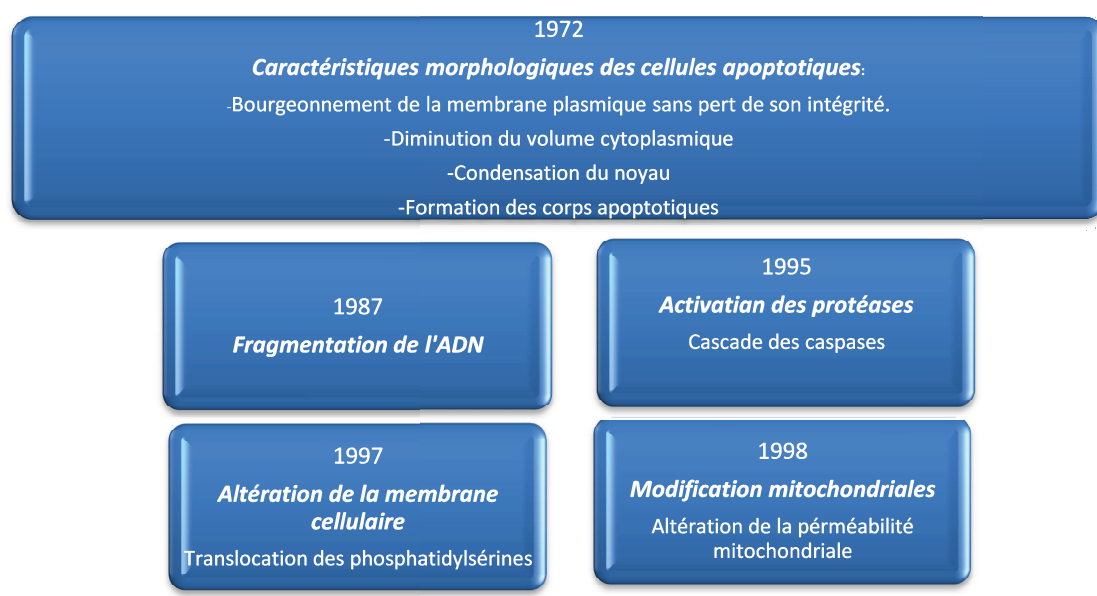 1972
Caractéristiques morphologiques des cellules apoptotiques:
-Bourgeonnement de la membrane plasmique sans pert de son intégrité.
-Diminution du volume cytoplasmique
-Condensation du noyau
-Formation des corps apoptotiques
1987
Fragmentation de l'ADN
1995
Activatian des protéases
Cascade des caspases
1997
Altération de la membrane
cellulaire
Translocation des phosphatidylsérines
1998
Modification mitochondriales
Altération de la pérméabilité
mitochondriale